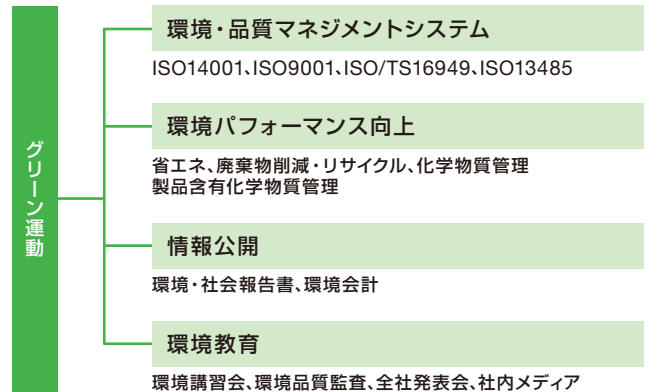 グリーン運動
環境・品質マネジメントシステム
ISO14001、ISO9001、ISO/TS16949、ISO13485
環境パフォーマンス向上
省エネ、廃棄物削減・リサイクル、化学物質管理
製品含有化学物質管理
情報公開
環境・社会報告書、環境会計
環境教育
環境講習会、環境品質監査、全社発表会、社内メディア